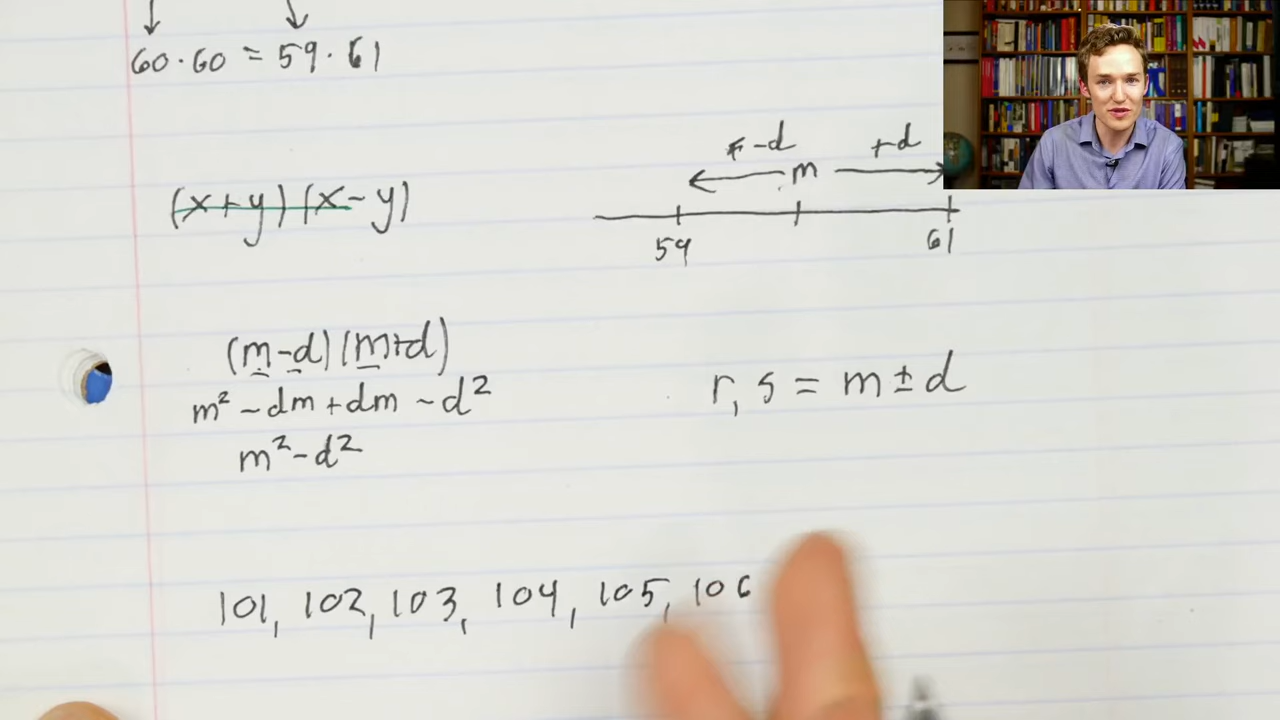 60·60 = 59·61
(x+y)(x-y)
←-d m +d
59 61
(m-d)(m+d)
m² -dm+dm -d²
m²-d²
r, s = m ± d
101, 102, 103, 104, 105, 106